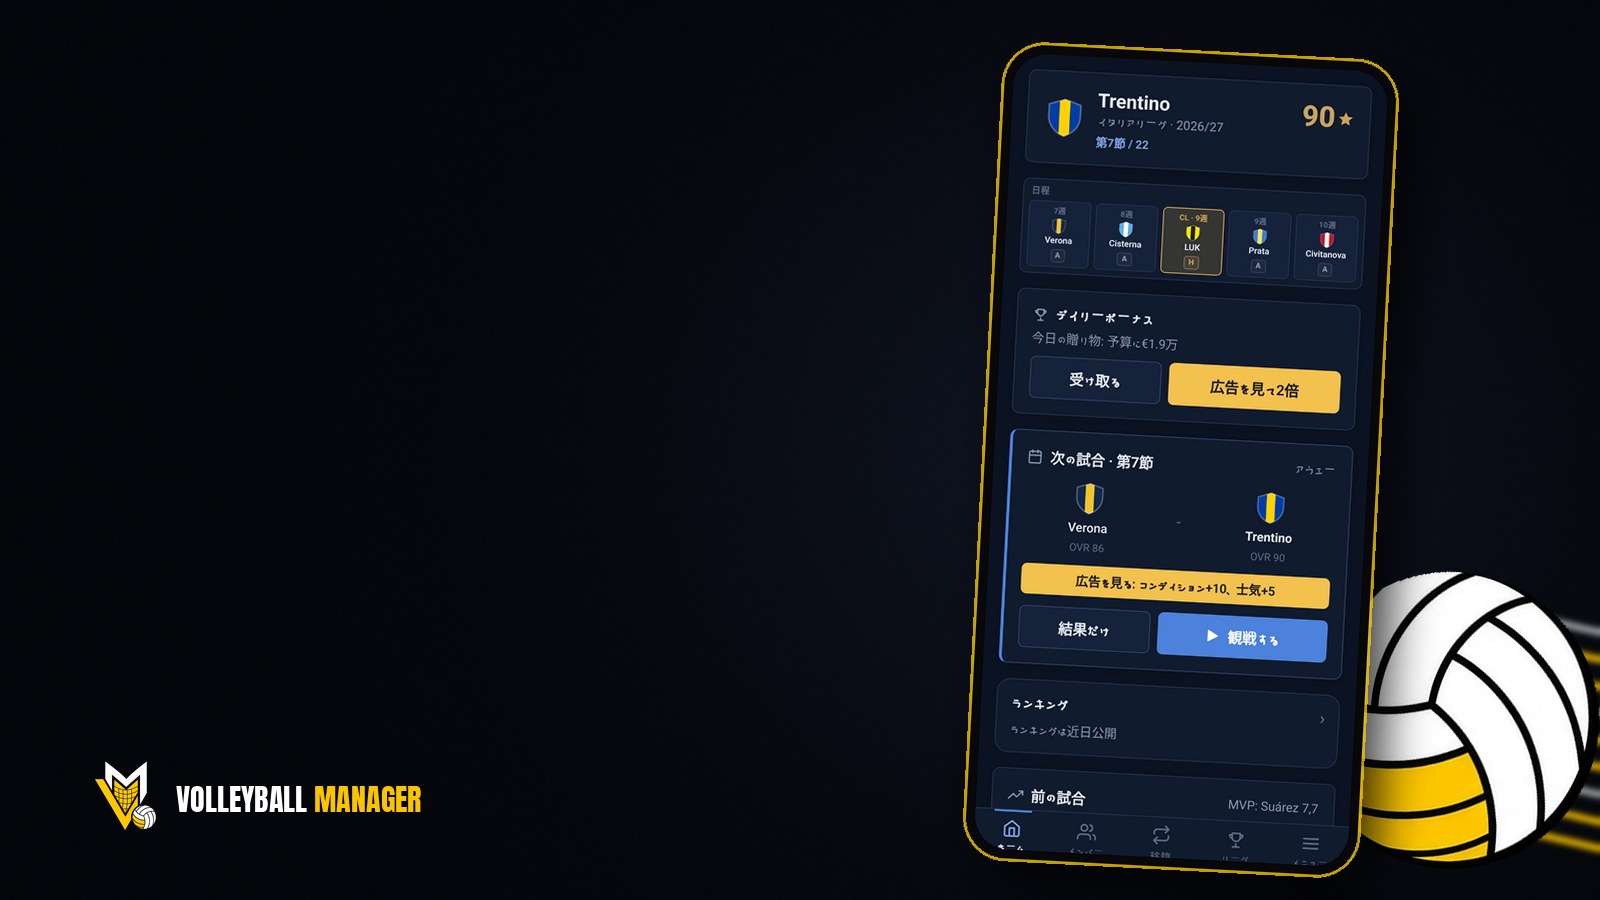 Trentino
イタリアリーグ · 2026/27
第7節 / 22
90
日程
7週
Verona
A
8週
Cisterna
A
CL · 9週
LUK
H
9週
Prata
A
10週
Civitanova
A
デイリーボーナス
今日の贈り物: 予算に€1.9万
受け取る
広告を見て2倍
次の試合 · 第7節
アウェー
Verona
OVR 86
-
Trentino
OVR 90
広告を見る: コンディション+10、士気+5
結果だけ
観戦する
ランキング
ランキングは近日公開
前の試合
MVP: Suárez 7,7
VOLLEYBALL MANAGER